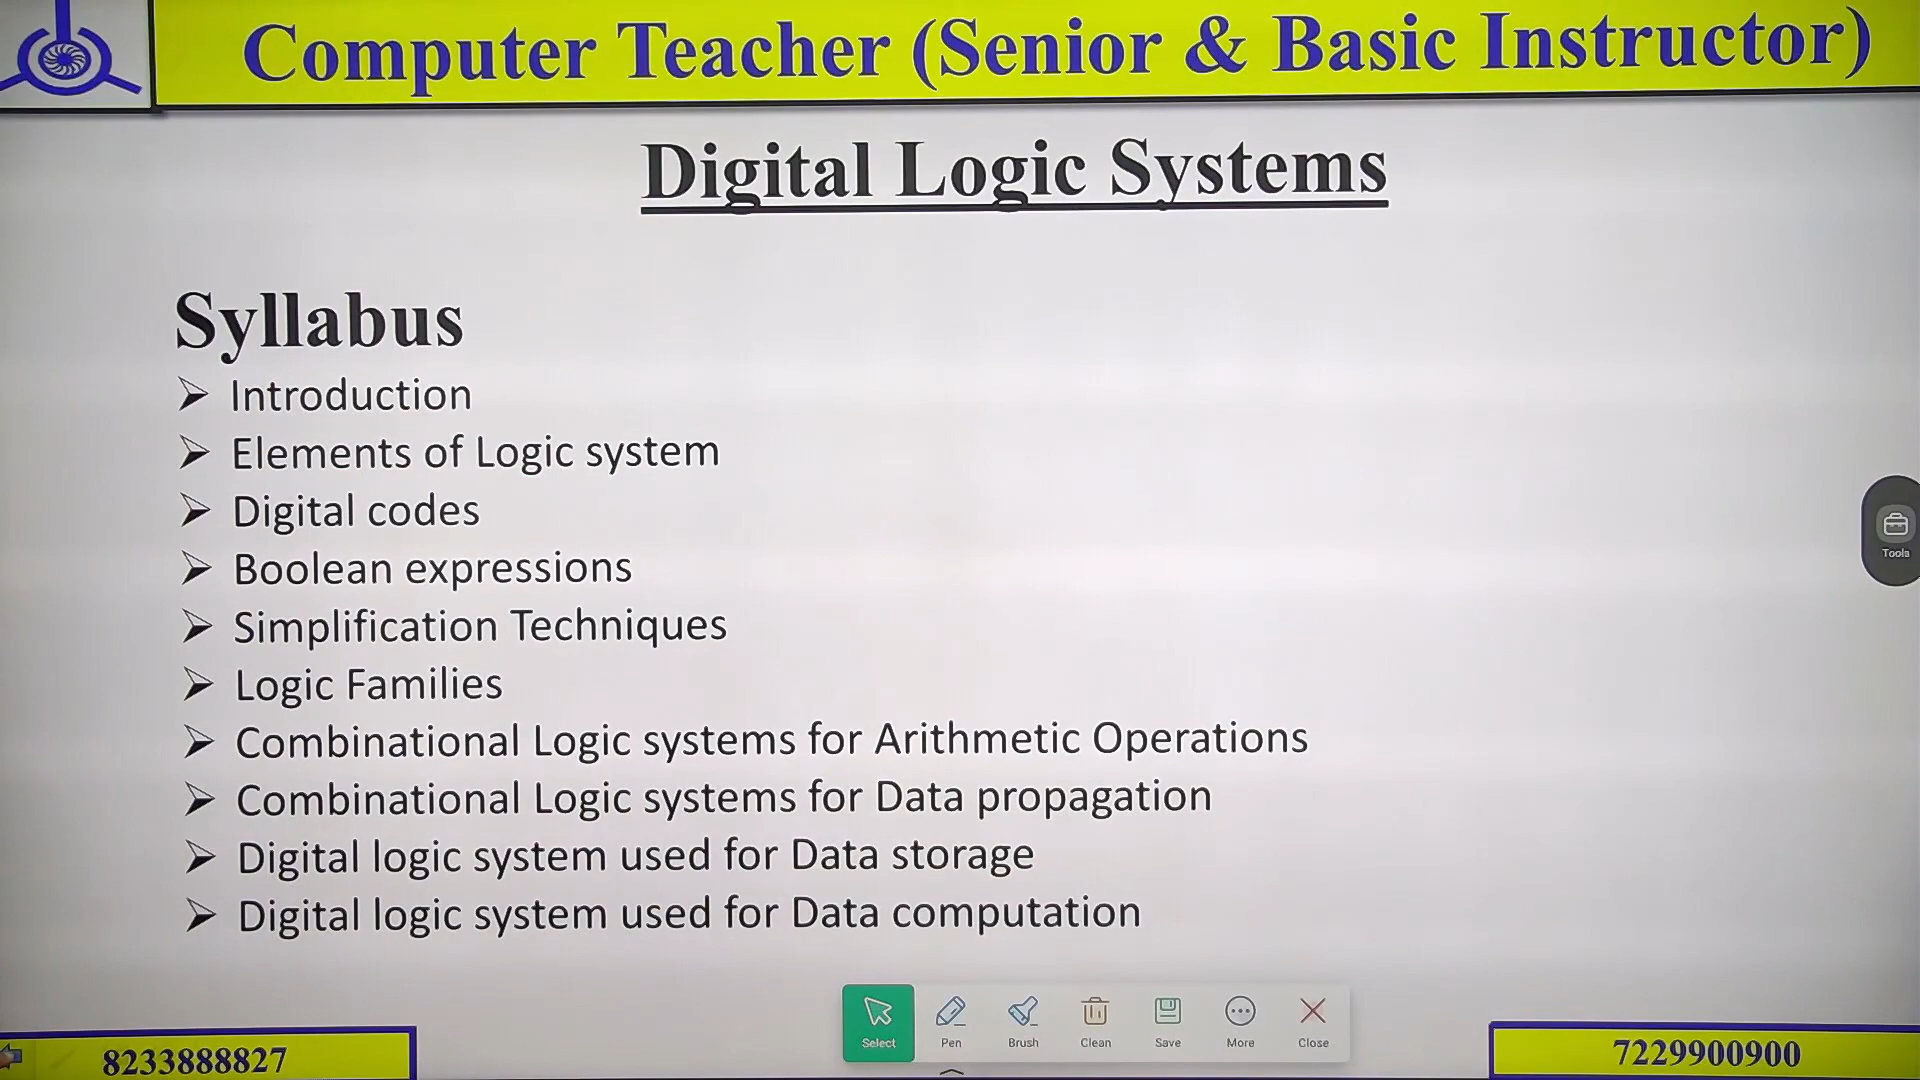 Computer Teacher (Senior & Basic Instructor)
Digital Logic Systems
Syllabus
Introduction
Elements of Logic system
Digital codes
Boolean expressions
Simplification Techniques
Logic Families
Combinational Logic systems for Arithmetic Operations
Combinational Logic systems for Data propagation
Digital logic system used for Data storage
Digital logic system used for Data computation
Tools
Select Pen Brush Clean Save More Close
8233888827
7229900900